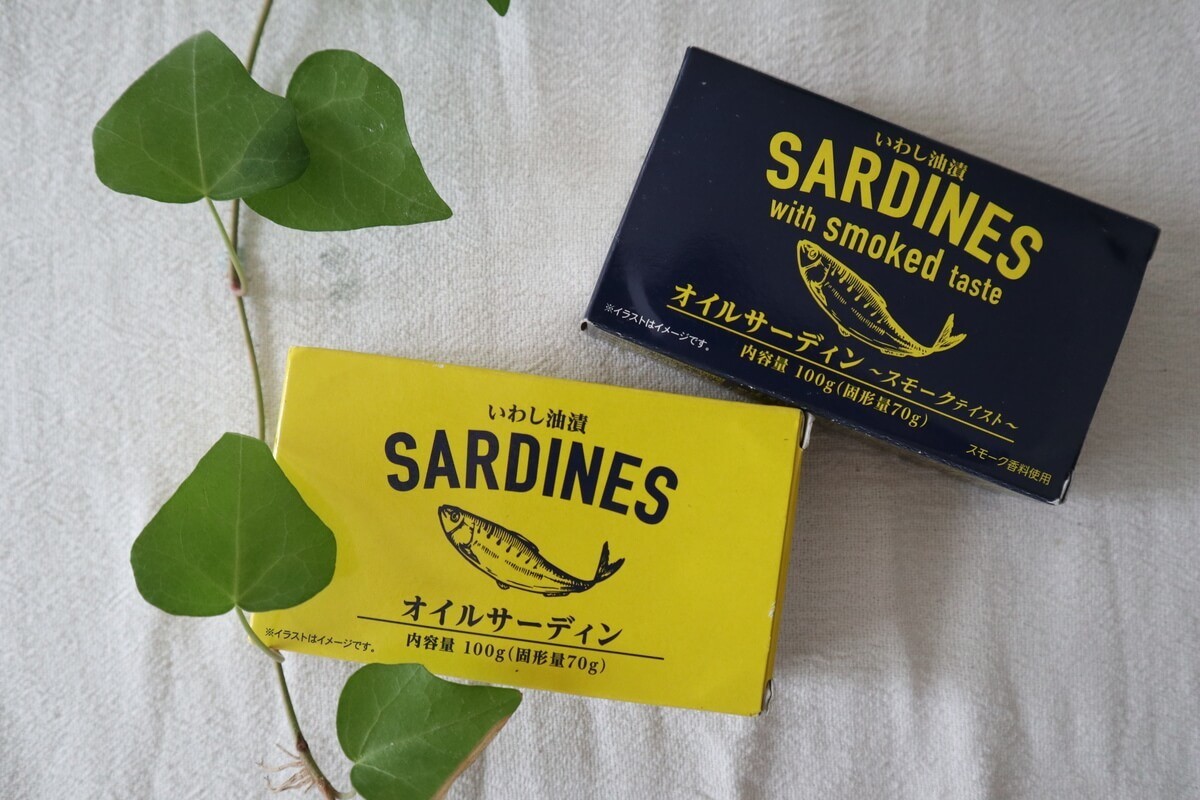 いわし油漬
SARDINES
with smoked taste
オイルサーディン ～スモークテイスト～
※イラストはイメージです。
内容量 100g(固形量70g)
スモーク香料使用
いわし油漬
SARDINES
オイルサーディン
※イラストはイメージです。
内容量 100g(固形量70g)